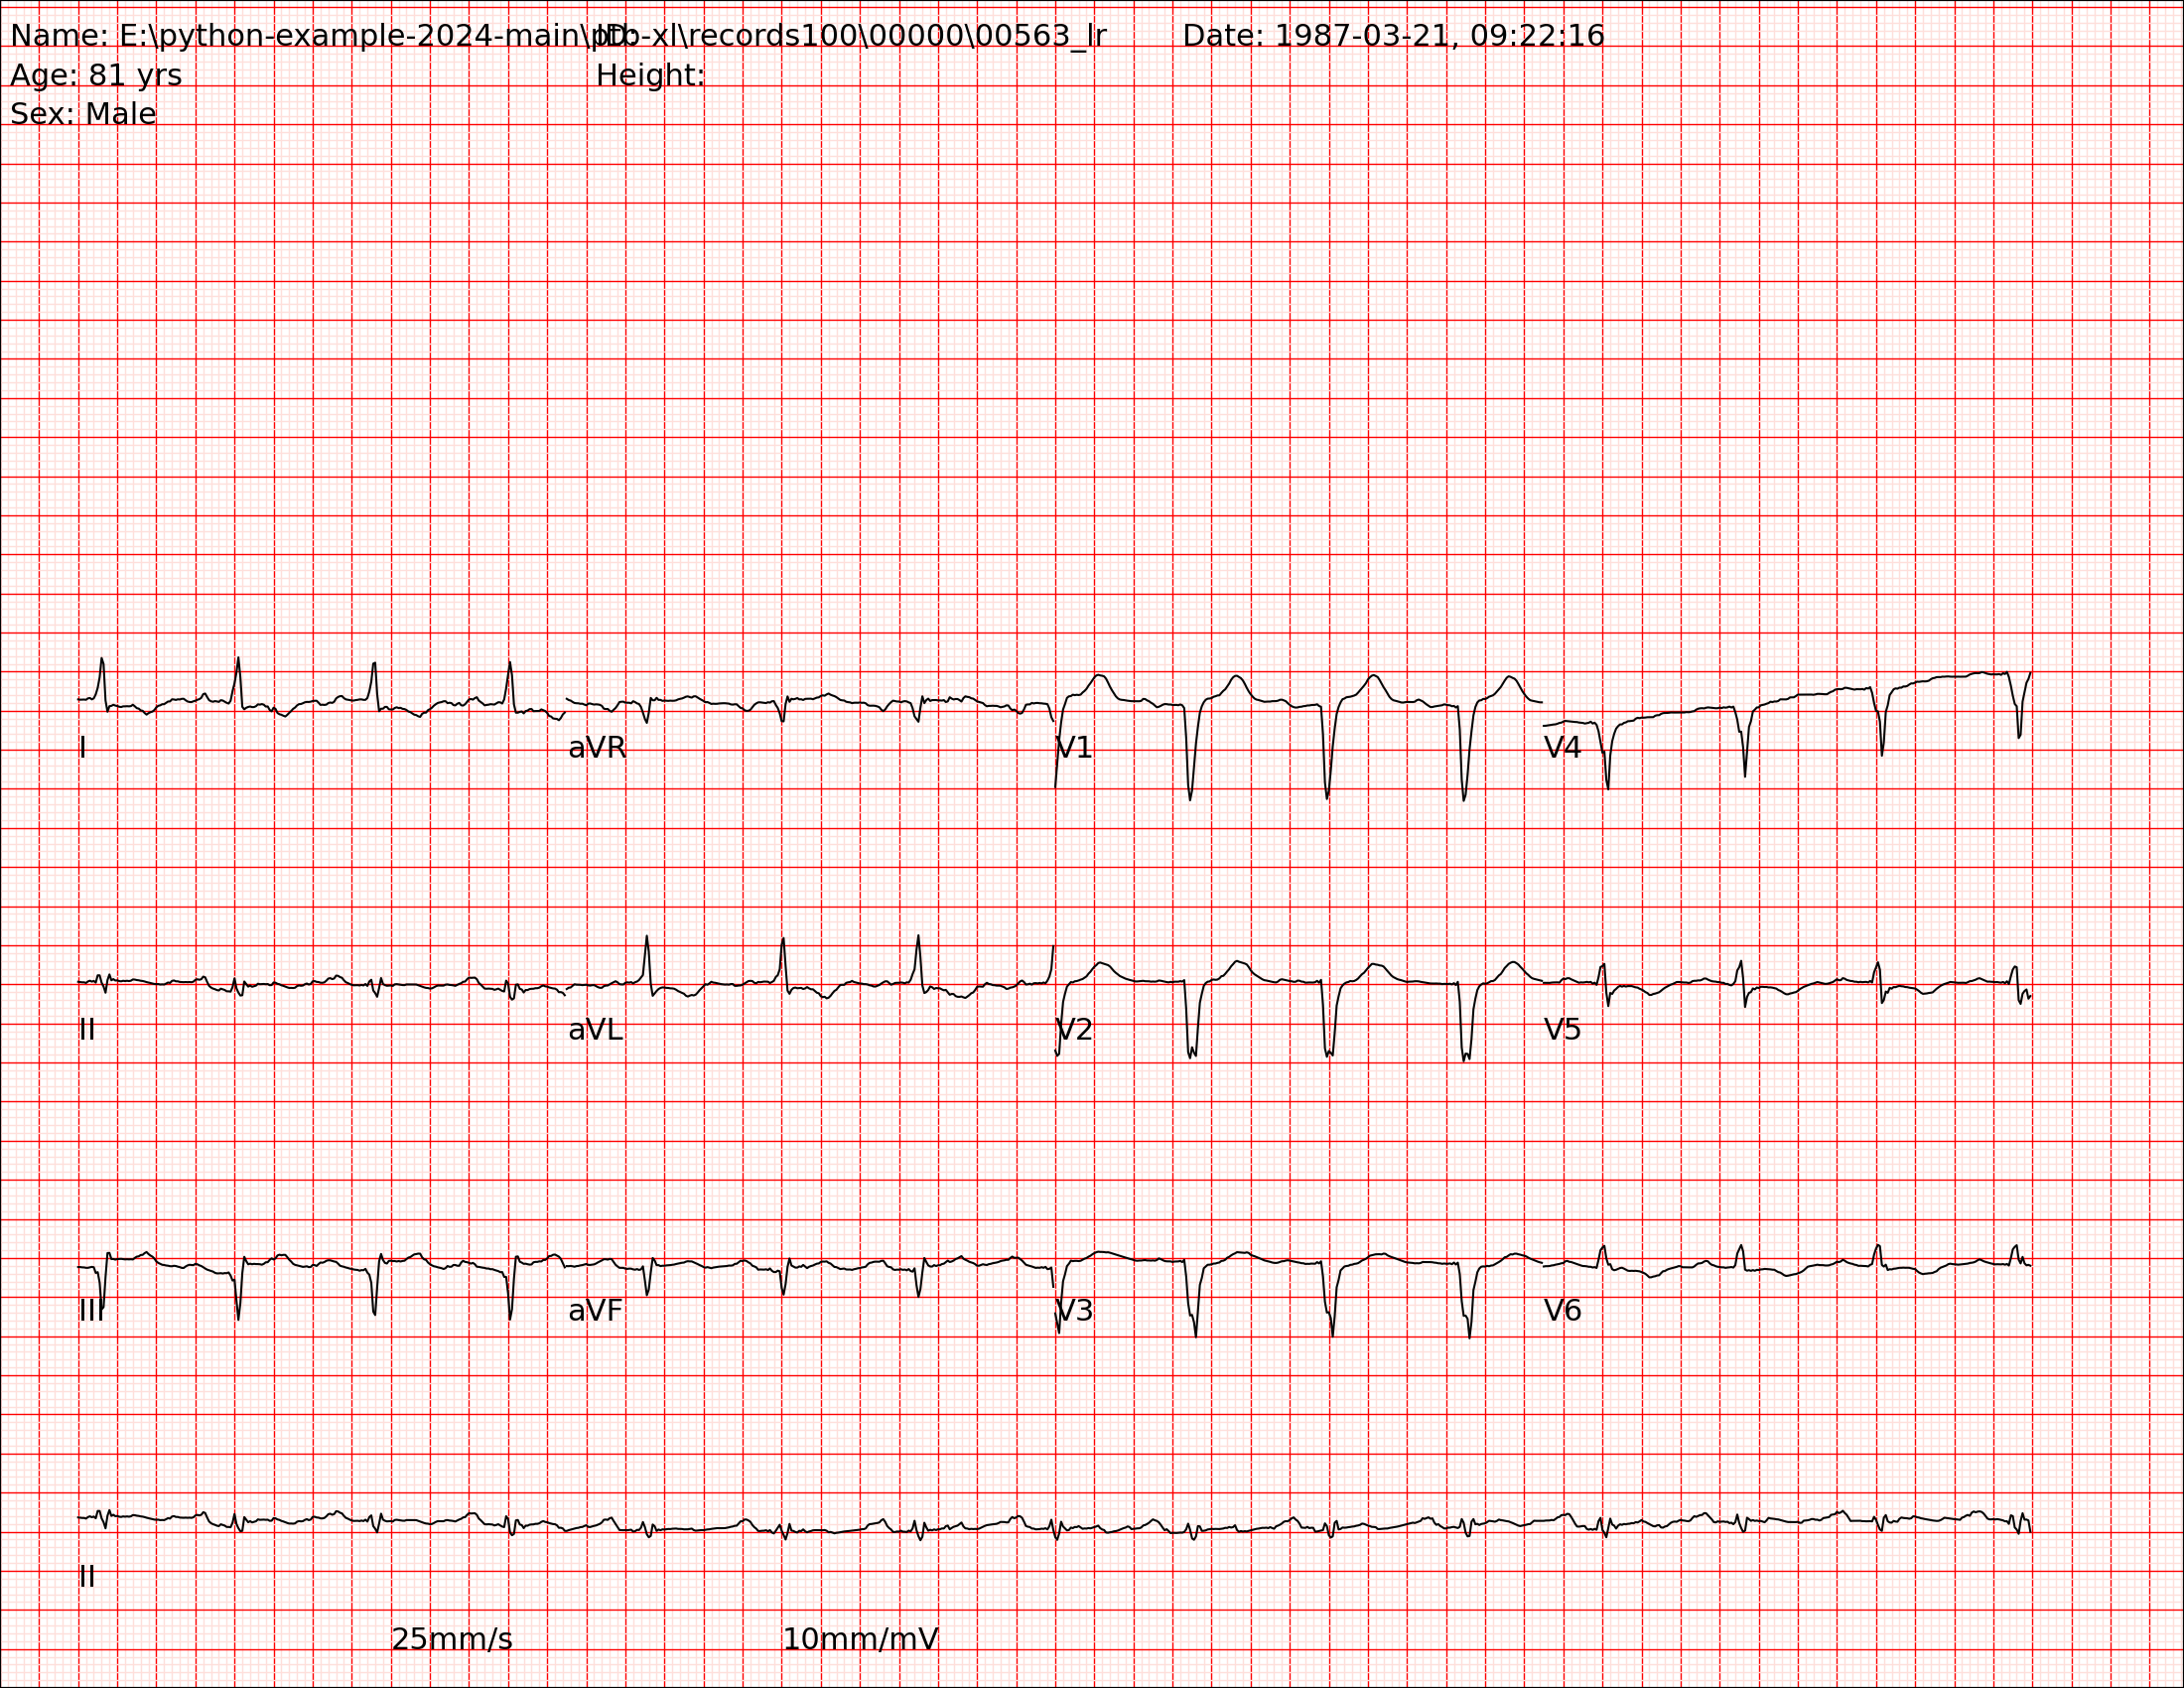 Name: E:\python-example-2024-main\ptb-xl\records100\00000\00563_lr ID: Date: 1987-03-21, 09:22:16
Age: 81 yrs Height:
Sex: Male
I aVR V1 V4
II aVL V2 V5
III aVF V3 V6
II
25mm/s 10mm/mV